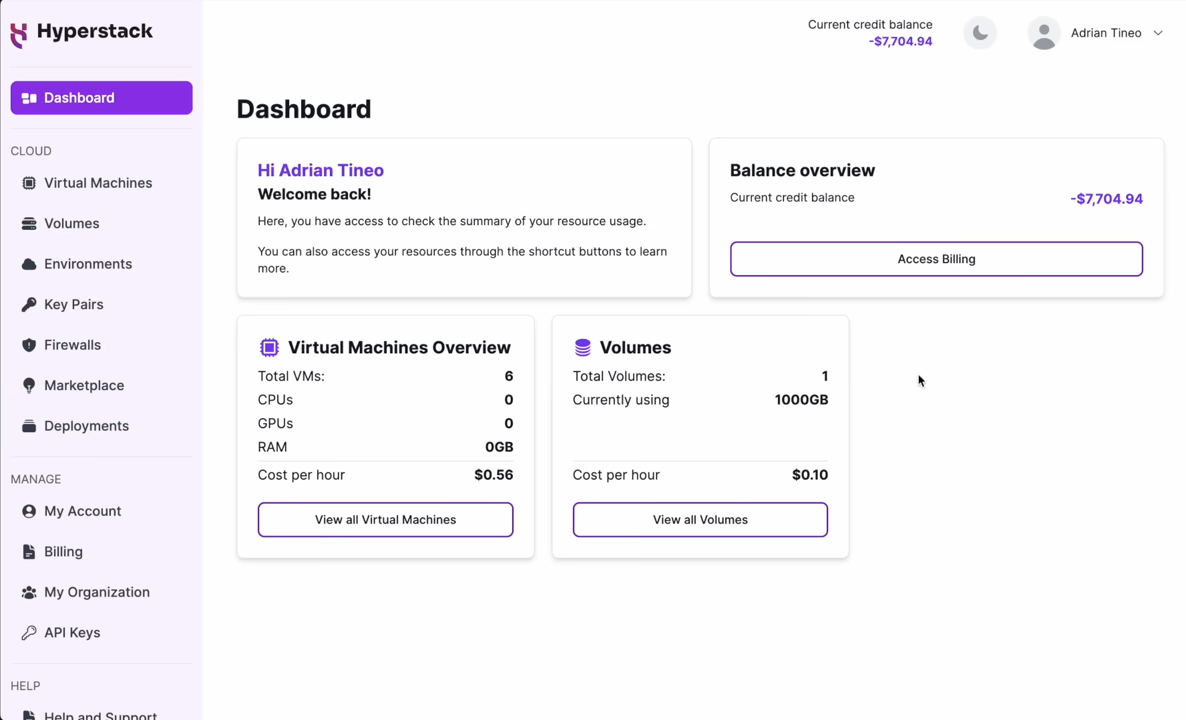 Hyperstack
Current credit balance
-$7,704.94
Adrian Tineo
Dashboard
CLOUD
Virtual Machines
Volumes
Environments
Key Pairs
Firewalls
Marketplace
Deployments
MANAGE
My Account
Billing
My Organization
API Keys
HELP
Help and Support
Dashboard
Hi Adrian Tineo
Welcome back!
Here, you have access to check the summary of your resource usage.
You can also access your resources through the shortcut buttons to learn
more.
Balance overview
Current credit balance -$7,704.94
Access Billing
Virtual Machines Overview
Total VMs: 6
CPUs 0
GPUs 0
RAM 0GB
Cost per hour $0.56
View all Virtual Machines
Volumes
Total Volumes: 1
Currently using 1000GB
Cost per hour $0.10
View all Volumes